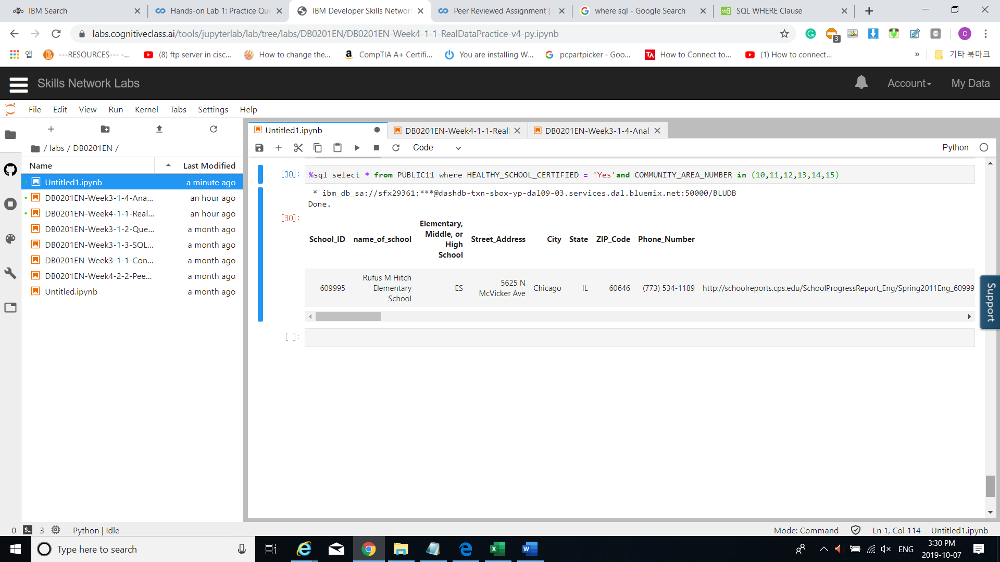 IBM Search
Hands-on Lab 1: Practice Que
IBM Developer Skills Network
Peer Reviewed Assignment |
where sql - Google Search
SQL WHERE Clause
labs.cognitiveclass.ai/tools/jupyterlab/lab/tree/labs/DB0201EN/DB0201EN-Week4-1-1-RealDataPractice-v4-py.ipynb
3
C
앱
---RESOURCES--- -...
(8) ftp server in cisc...
How to change the...
CompTIA A+ Certifi...
You are installing W...
pcpartpicker - Goo...
How to Connect to...
(1) How to connect...
»
기타 북마크
Skills Network Labs
Account
My Data
File Edit View Run Kernel Tabs Settings Help
/ labs / DB0201EN /
Name
Last Modified
Untitled1.ipynb a minute ago
DB0201EN-Week3-1-4-Ana... an hour ago
DB0201EN-Week4-1-1-Real... an hour ago
DB0201EN-Week3-1-2-Que... a month ago
DB0201EN-Week3-1-3-SQL... a month ago
DB0201EN-Week3-1-1-Con... a month ago
DB0201EN-Week4-2-2-Pee... a month ago
Untitled.ipynb a month ago
Untitled1.ipynb
DB0201EN-Week4-1-1-Real
DB0201EN-Week3-1-4-Anal
Code
Python
[30]: %sql select * from PUBLIC11 where HEALTHY_SCHOOL_CERTIFIED = 'Yes'and COMMUNITY_AREA_NUMBER in (10,11,12,13,14,15)
* ibm_db_sa://sfx29361:***@dashdb-txn-sbox-yp-dal09-03.services.dal.bluemix.net:50000/BLUDB
Done.
[30]:
School_ID name_of_school Elementary, Middle, or High School Street_Address City State ZIP_Code Phone_Number
609995 Rufus M Hitch Elementary School ES 5625 N McVicker Ave Chicago IL 60646 (773) 534-1189 http://schoolreports.cps.edu/SchoolProgressReport_Eng/Spring2011Eng_60999
[ ]:
Support
0
3
Python | Idle
Mode: Command
Ln 1, Col 114
Untitled1.ipynb
Type here to search
ENG
3:30 PM
2019-10-07